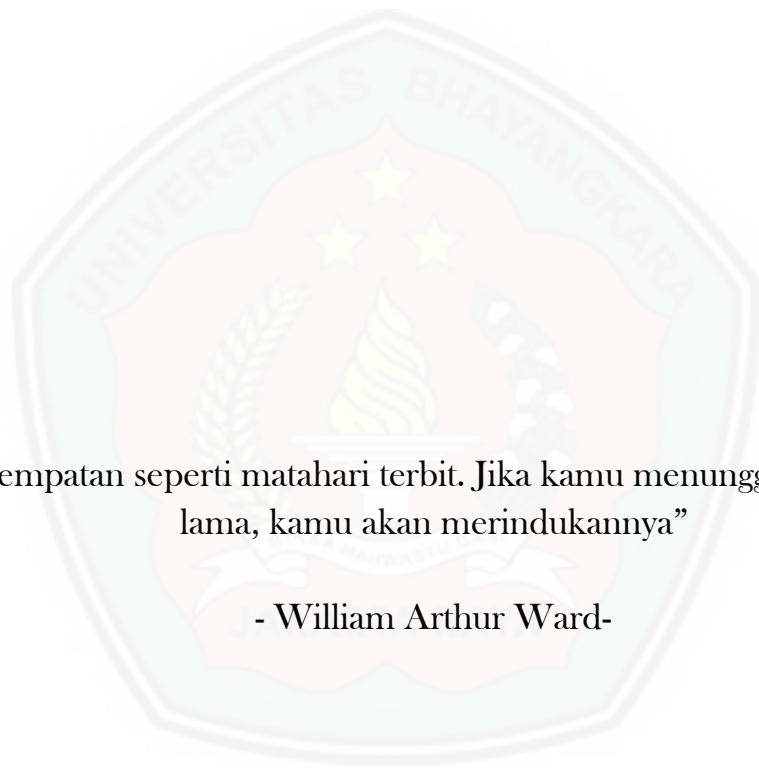 UNIVERSITAS BHAYANGKARA
empatan seperti matahari terbit. Jika kamu menungg
lama, kamu akan merindukannya”
- William Arthur Ward-